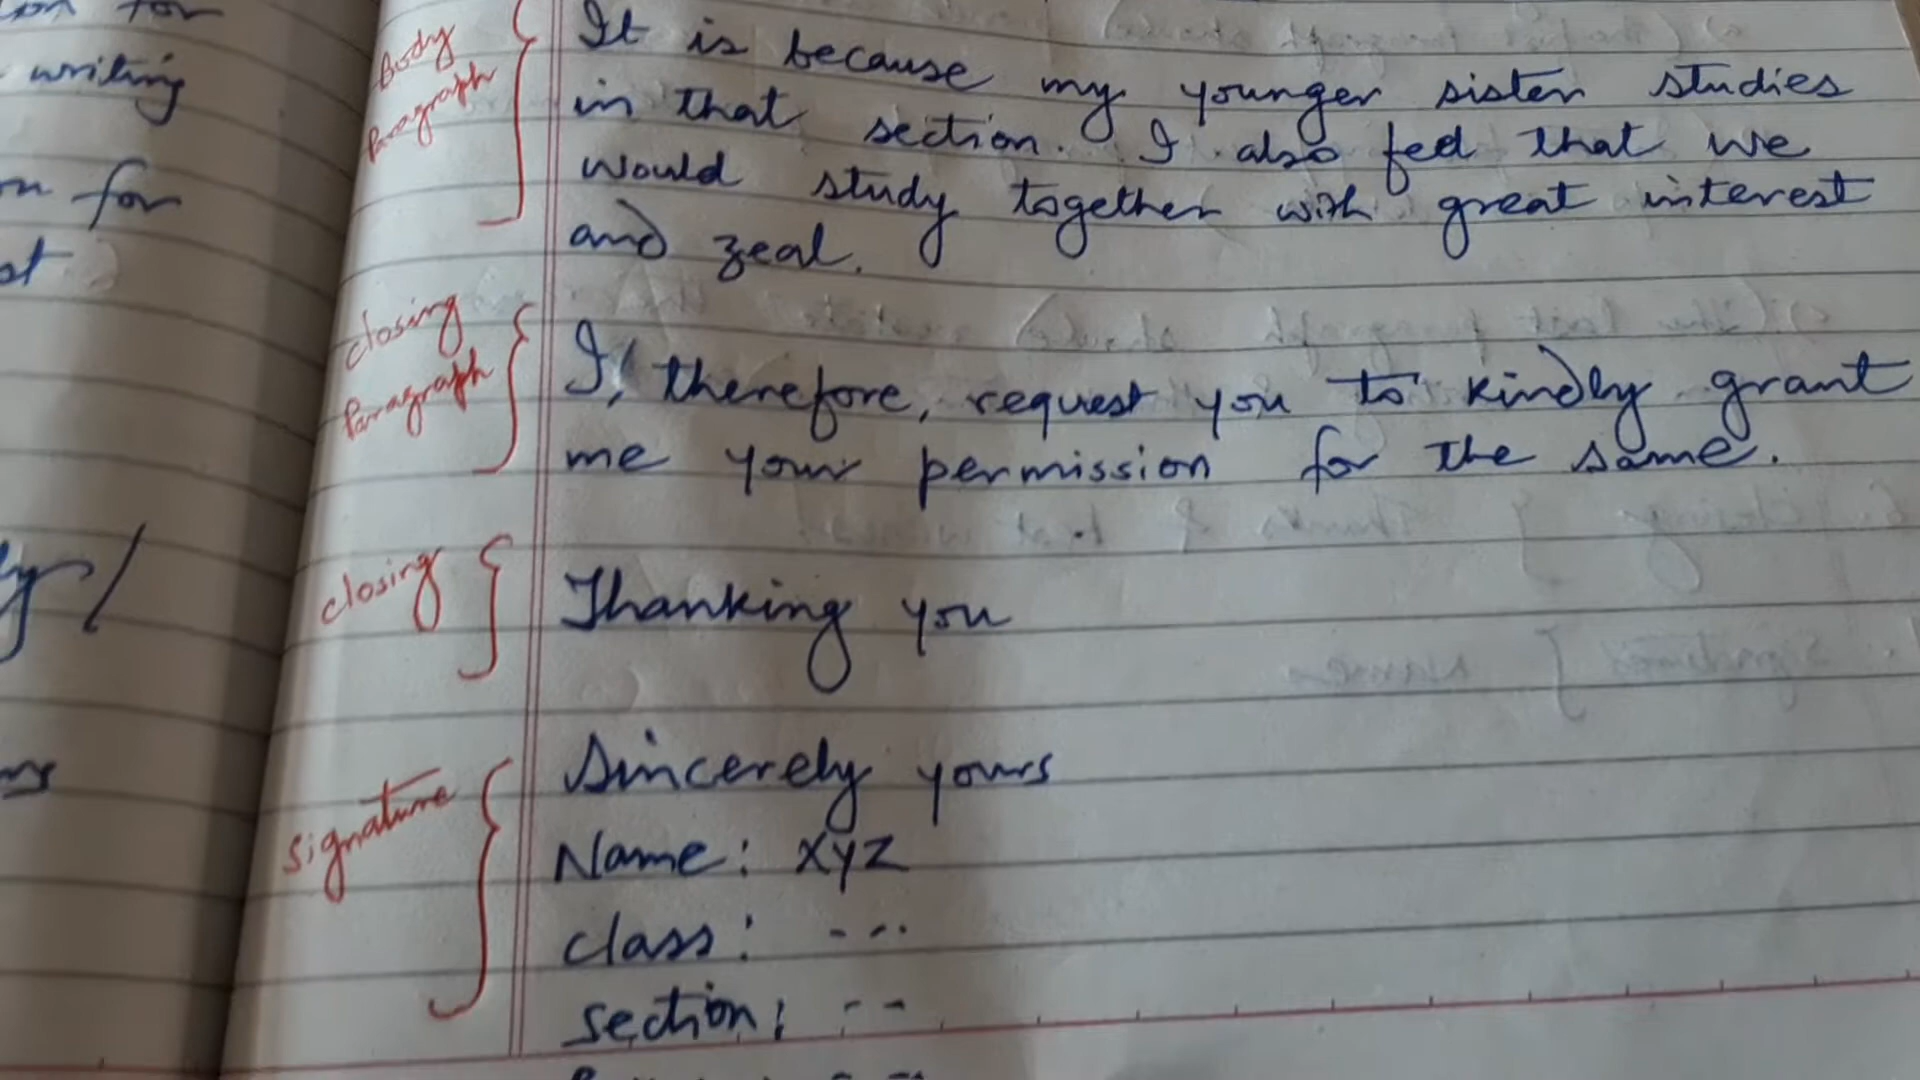 writing
for
Body
Paragraph
It is because my younger sister studies
in that section. I also feel that we
would study together with great interest
and zeal.
closing
Paragraph
I, therefore, request you to kindly grant
me your permission for the same.
closing
Thanking you
signature
Sincerely yours
Name: XYZ
class: ---
section: --